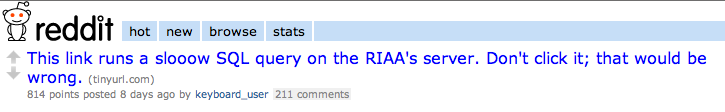 reddit hot new browse stats
This link runs a slooow SQL query on the RIAA's server. Don't click it; that would be
wrong. (tinyurl.com)
814 points posted 8 days ago by keyboard_user 211 comments